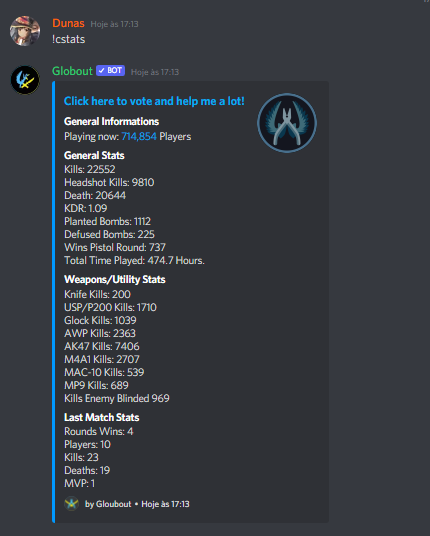 Dunas Hoje às 17:13
!cstats
Globout ✓ BOT Hoje às 17:13
Click here to vote and help me a lot!
General Informations
Playing now: 714,854 Players
General Stats
Kills: 22552
Headshot Kills: 9810
Death: 20644
KDR: 1.09
Planted Bombs: 1112
Defused Bombs: 225
Wins Pistol Round: 737
Total Time Played: 474.7 Hours.
Weapons/Utility Stats
Knife Kills: 200
USP/P200 Kills: 1710
Glock Kills: 1039
AWP Kills: 2363
AK47 Kills: 7406
M4A1 Kills: 2707
MAC-10 Kills: 539
MP9 Kills: 689
Kills Enemy Blinded 969
Last Match Stats
Rounds Wins: 4
Players: 10
Kills: 23
Deaths: 19
MVP: 1
by Gloubout • Hoje às 17:13